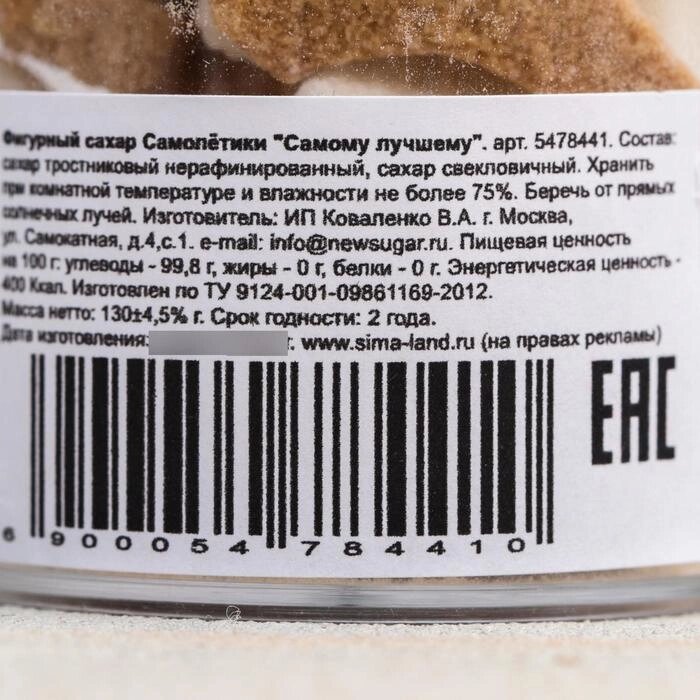 Фигурный сахар Самолётики "Самому лучшему". арт. 5478441. Состав:
сахар тростниковый нерафинированный, сахар свекловичный. Хранить
при комнатной температуре и влажности не более 75%. Беречь от прямых
солнечных лучей. Изготовитель: ИП Коваленко В.А. г. Москва,
ул. Самокатная, д.4,с.1. e-mail: info@newsugar.ru. Пищевая ценность
на 100 г: углеводы - 99,8 г, жиры - 0 г, белки - 0 г. Энергетическая ценность -
400 Ккал. Изготовлен по ТУ 9124-001-09861169-2012.
Масса нетто: 130±4,5% г. Срок годности: 2 года.
Дата изготовления: г. www.sima-land.ru (на правах рекламы)
EAC
6 900054 784410